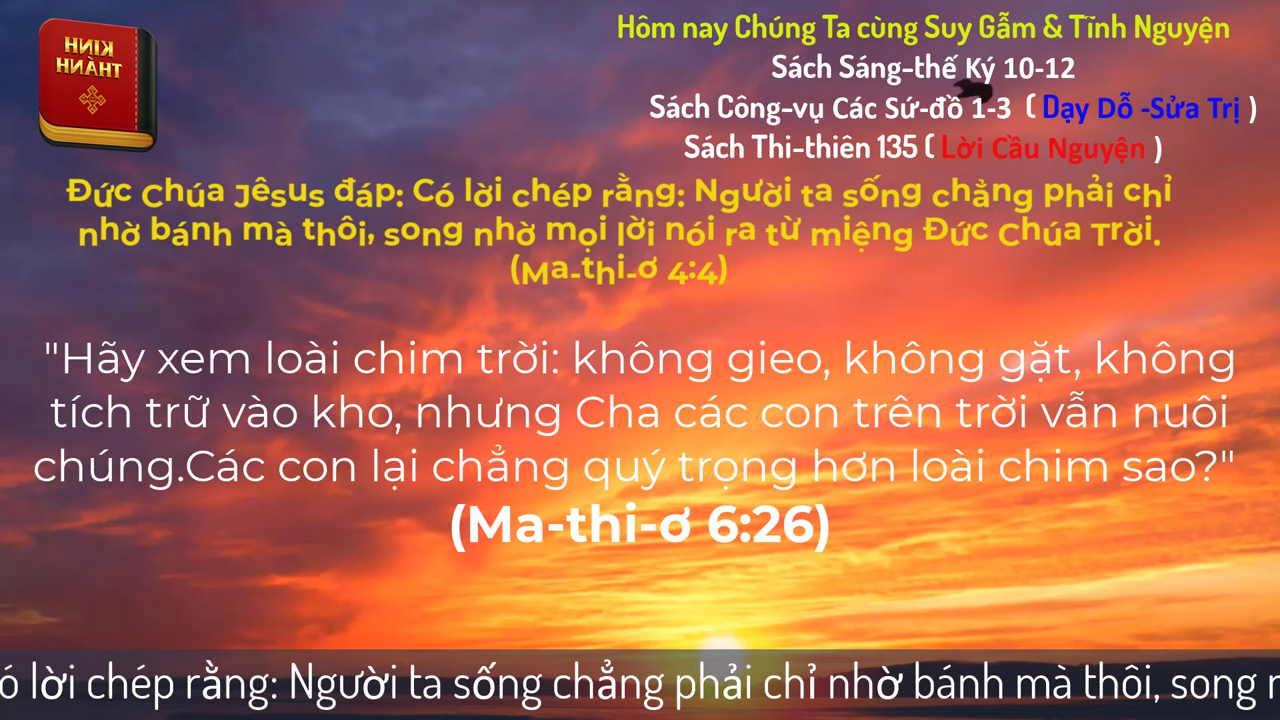 KINH
THÁNH
Hôm nay Chúng Ta cùng Suy Gẫm & Tĩnh Nguyện
Sách Sáng-thế Ký 10-12
Sách Công-vụ Các Sứ-đồ 1-3 ( Dạy Dỗ -Sửa Trị )
Sách Thi-thiên 135 ( Lời Cầu Nguyện )
Đức Chúa Jêsus đáp: Có lời chép rằng: Người ta sống chẳng phải chỉ
nhờ bánh mà thôi, song nhờ mọi lời nói ra từ miệng Đức Chúa Trời.
(Ma-thi-ơ 4:4)
"Hãy xem loài chim trời: không gieo, không gặt, không
tích trữ vào kho, nhưng Cha các con trên trời vẫn nuôi
chúng.Các con lại chẳng quý trọng hơn loài chim sao?"
(Ma-thi-ơ 6:26)
ó lời chép rằng: Người ta sống chẳng phải chỉ nhờ bánh mà thôi, song